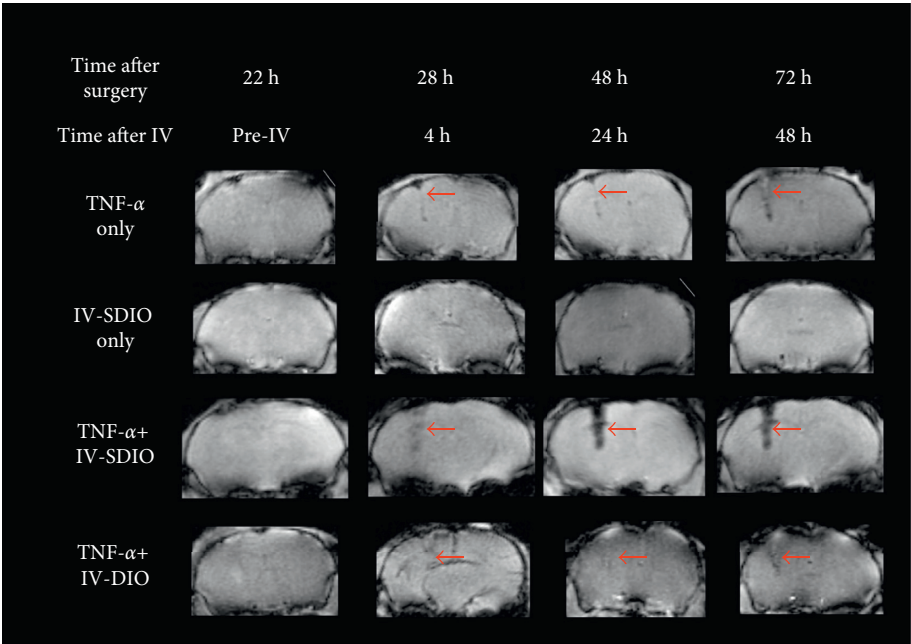 Time after
surgery
22 h
28 h
48 h
72 h
Time after IV
Pre-IV
4 h
24 h
48 h
TNF-α
only
IV-SDIO
only
TNF-α+
IV-SDIO
TNF-α+
IV-DIO